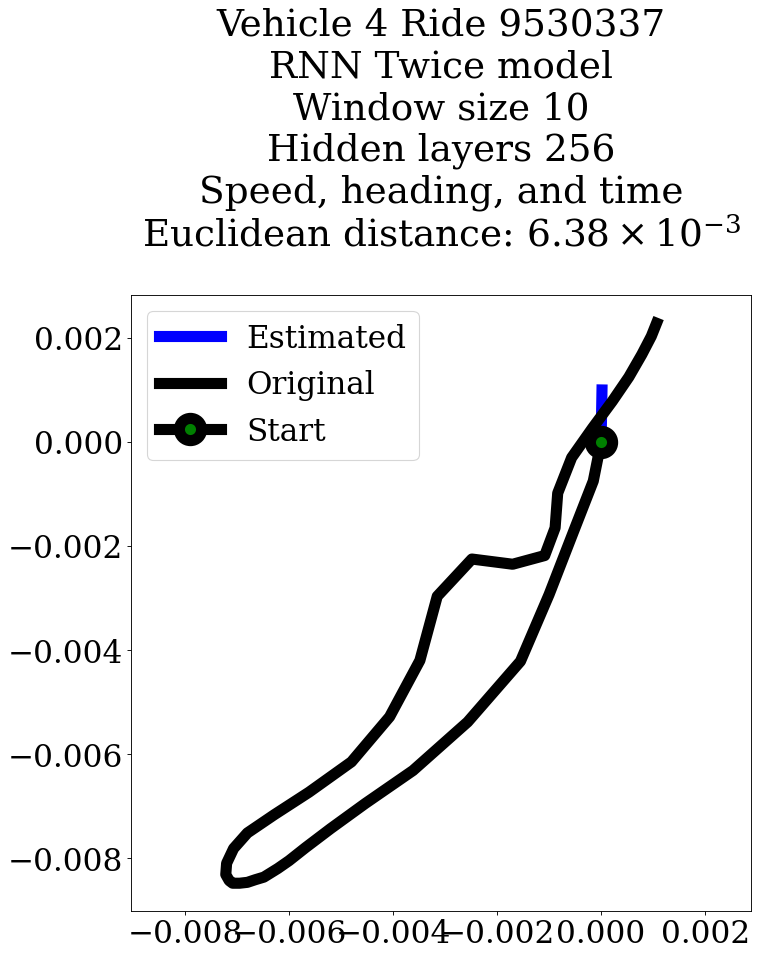 Vehicle 4 Ride 9530337
RNN Twice model
Window size 10
Hidden layers 256
Speed, heading, and time
Euclidean distance: 6.38 × 10⁻³
Estimated
Original
Start
0.002
0.000
−0.002
−0.004
−0.006
−0.008
−0.008 −0.006 −0.004 −0.002 0.000 0.002